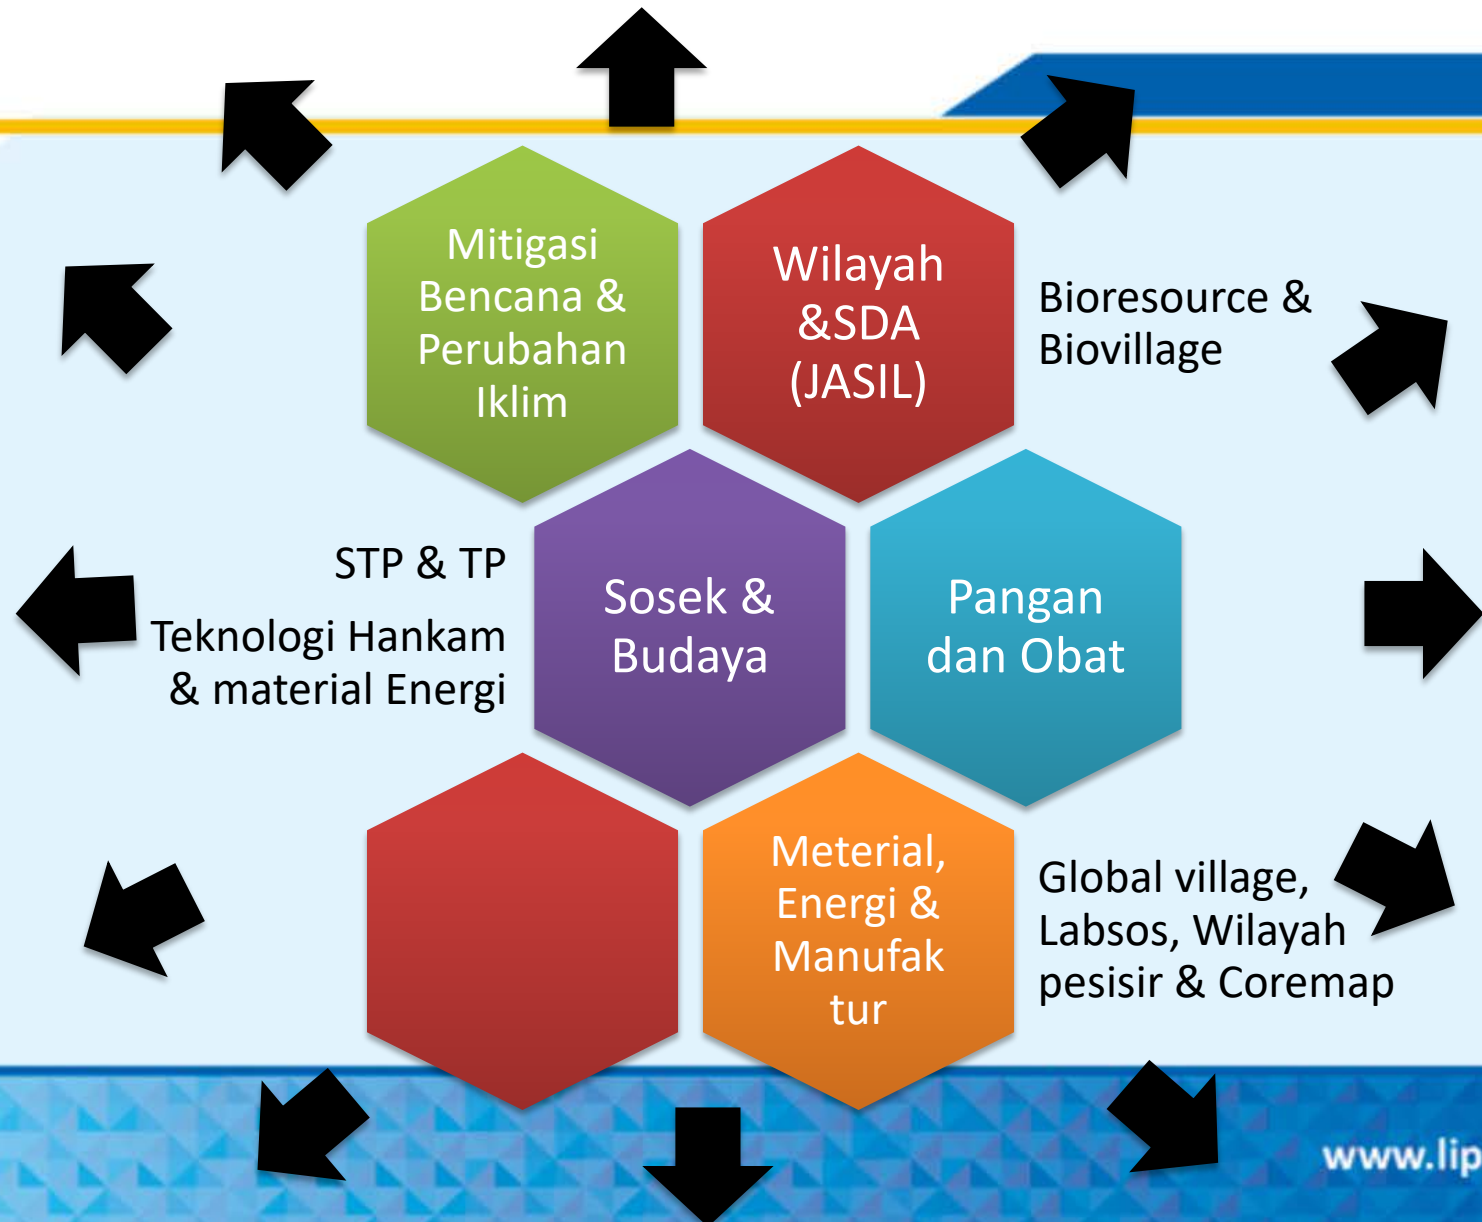 Mitigasi
Bencana &
Perubahan
Iklim
Wilayah
&SDA
(JASIL)
Bioresource &
Biovillage
STP & TP
Teknologi Hankam
& material Energi
Sosek &
Budaya
Pangan
dan Obat
Meterial,
Energi &
Manufak
tur
Global village,
Labsos, Wilayah
pesisir & Coremap
www.lip